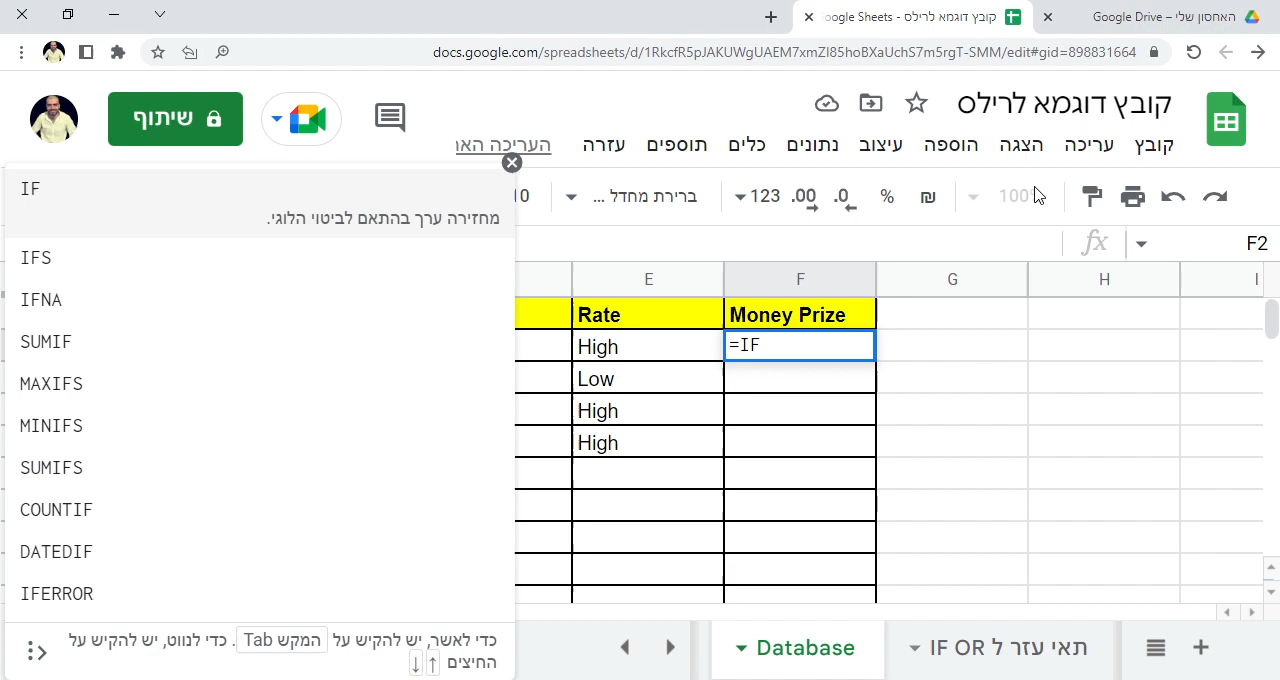 האחסון שלי – Google Drive
קובץ דוגמא לרילס - oogle Sheets
docs.google.com/spreadsheets/d/1RkcfR5pJAKUWgUAEM7xmZI85hoBXaUchS7m5rgT-SMM/edit#gid=898831664
קובץ דוגמא לרילס
שיתוף
קובץ עריכה הצגה הוספה עיצוב נתונים כלים תוספים עזרה העריכה האח
100% ₪ % .0 .00 123 ברירת מחדל ... 10
F2 fx
E F G H I
Rate Money Prize
High =IF
Low
High
High
IF
מחזירה ערך בהתאם לביטוי הלוגי.
IFS
IFNA
SUMIF
MAXIFS
MINIFS
SUMIFS
COUNTIF
DATEDIF
IFERROR
כדי לאשר, יש להקיש על המקש Tab. כדי לנווט, יש להקיש על
החיצים ↑ ↓
תאי עזר ל IF OR Database